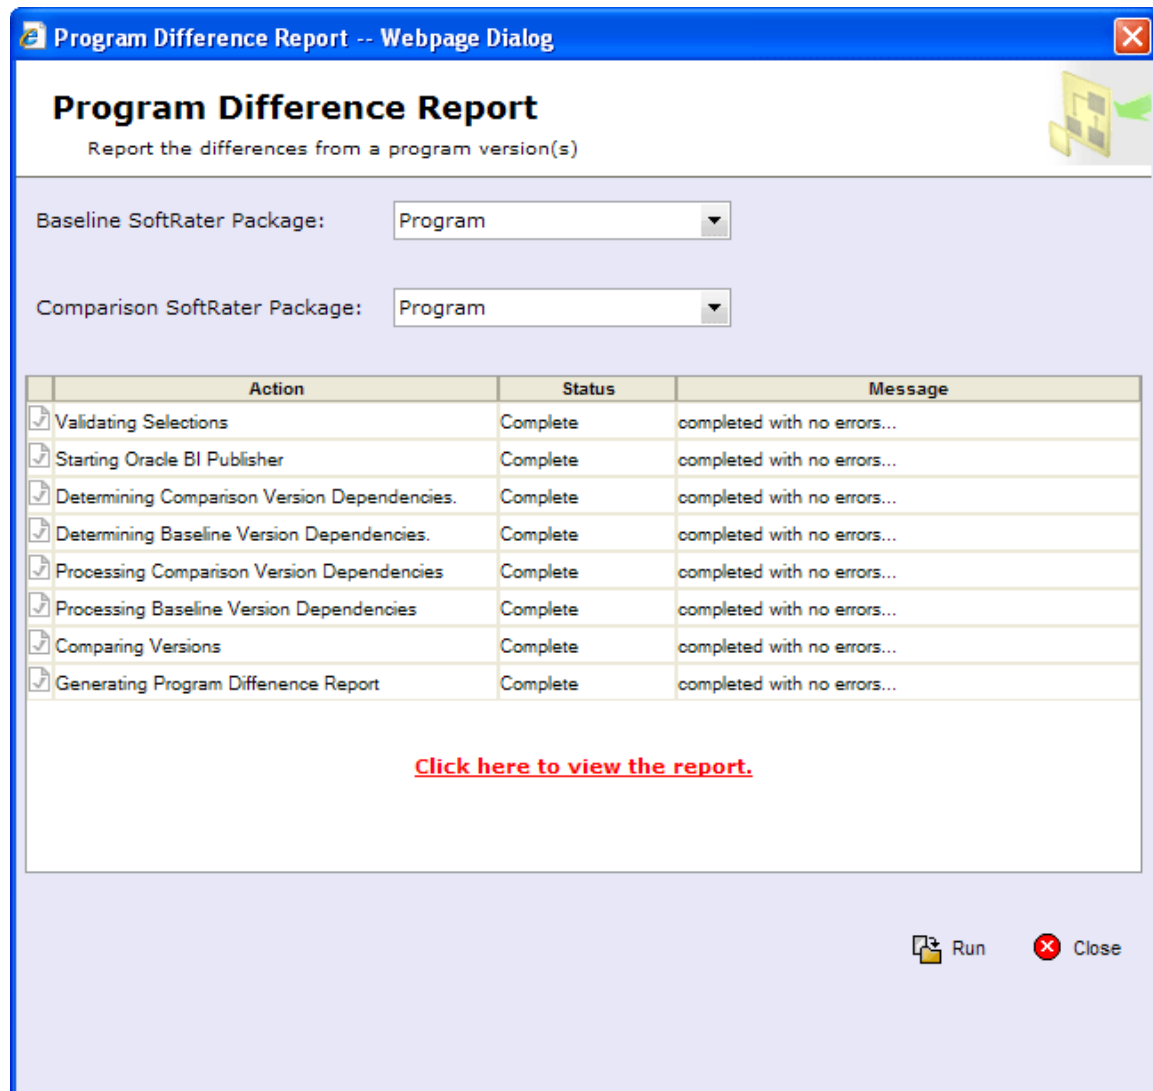 Program Difference Report -- Webpage Dialog
Program Difference Report
Report the differences from a program version(s)
Baseline SoftRater Package: Program
Comparison SoftRater Package: Program
Action Status Message
Validating Selections Complete completed with no errors...
Starting Oracle BI Publisher Complete completed with no errors...
Determining Comparison Version Dependencies. Complete completed with no errors...
Determining Baseline Version Dependencies. Complete completed with no errors...
Processing Comparison Version Dependencies Complete completed with no errors...
Processing Baseline Version Dependencies Complete completed with no errors...
Comparing Versions Complete completed with no errors...
Generating Program Diffenence Report Complete completed with no errors...
Click here to view the report.
Run Close